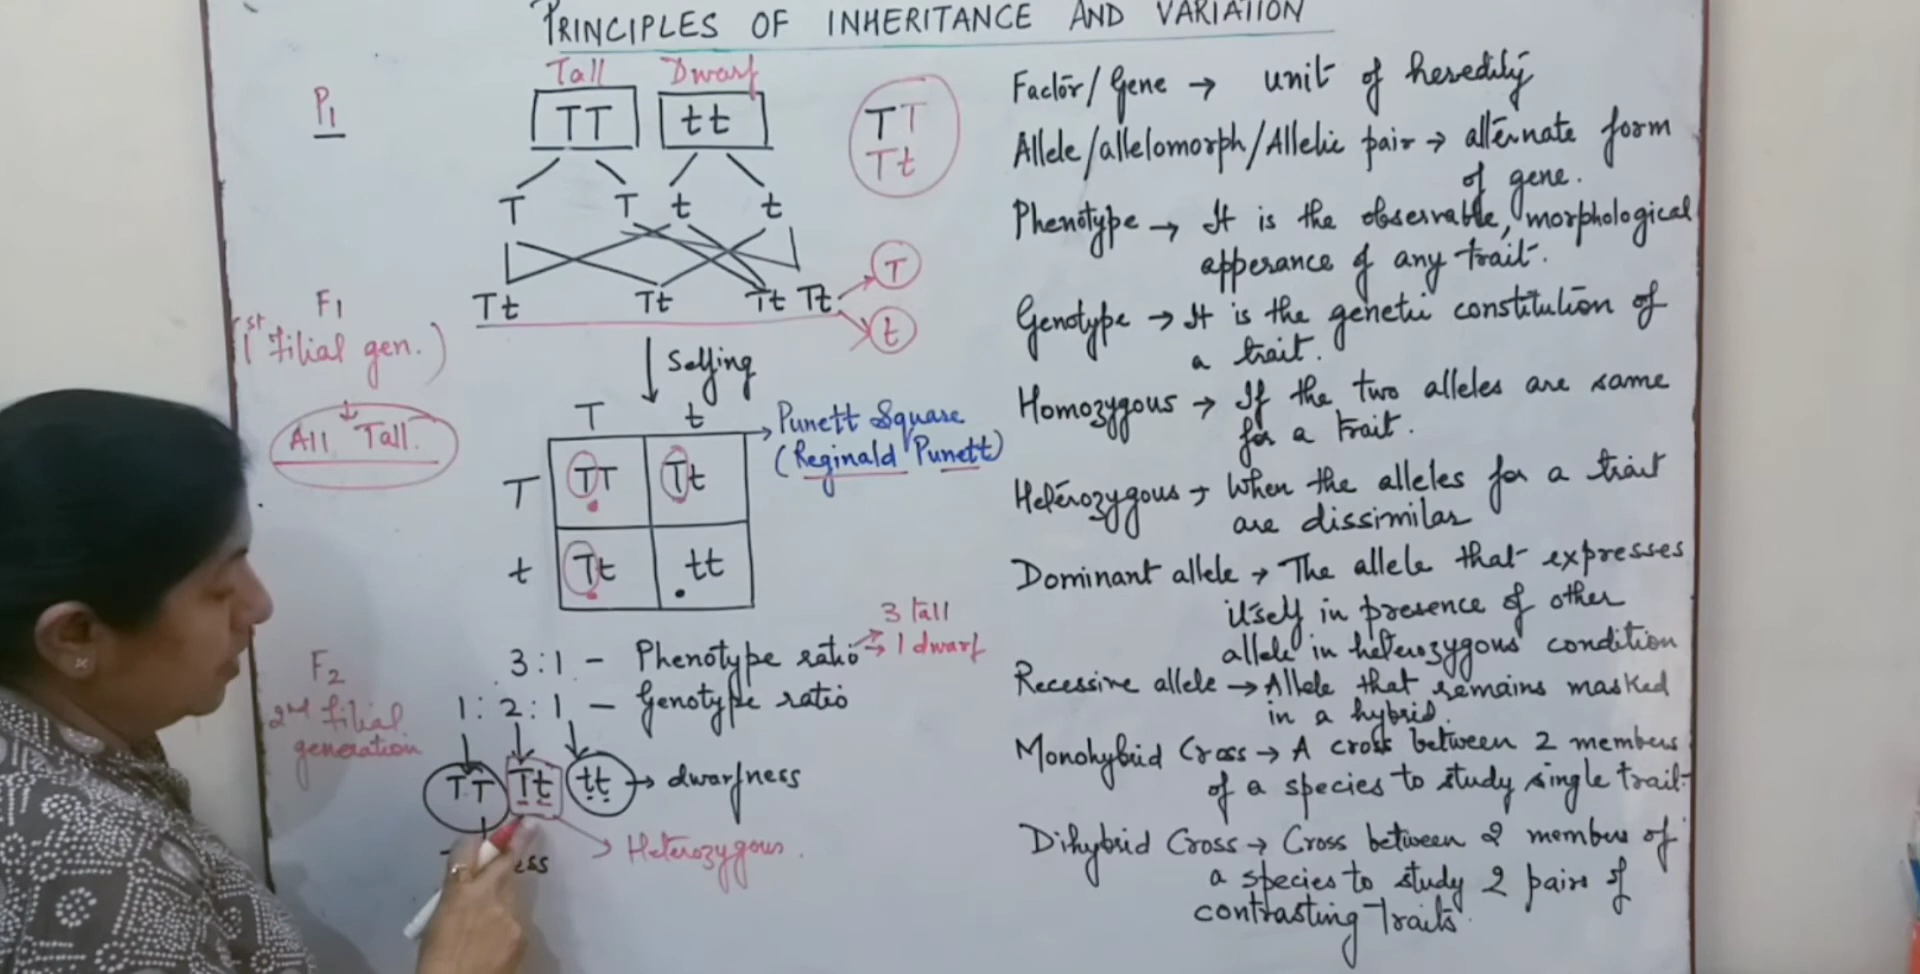 PRINCIPLES OF INHERITANCE AND VARIATION
Tall Dwarf
P1
TT tt
T T
Tt
T T t t
T
t
Tt Tt Tt Tt
F1
(1st filial gen.)
All Tall.
Selfing
T t
Punett Square
(Reginald Punett)
T
TT Tt
t
Tt tt
3 tall
1 dwarf
3:1 - Phenotype ratio
F2
2nd filial
generation
1:2:1 - Genotype ratio
TT Tt tt → dwarfness
Heterozygous.
ess
Factor/Gene → unit of heredity
Allele/allelomorph/Allelic pair → alternate form
of gene.
Phenotype → It is the observable, morphological
apperance of any trait.
Genotype → It is the genetic constitution of
a trait.
Homozygous → If the two alleles are same
for a trait.
Heterozygous → When the alleles for a trait
are dissimilar
Dominant allele → The allele that expresses
itself in presence of other
allele in heterozygous condition
Recessive allele → Allele that remains masked
in a hybrid.
Monohybrid Cross → A cross between 2 members
of a species to study single trait.
Dihybrid Cross → Cross between 2 members of
a species to study 2 pairs of
contrasting traits.